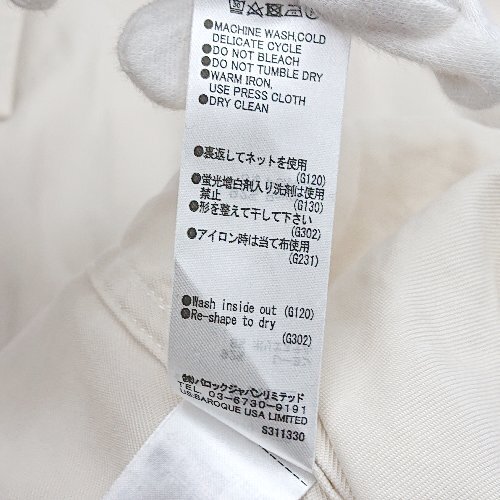 ●MACHINE WASH,COLD
DELICATE CYCLE
●DO NOT BLEACH
●DO NOT TUMBLE DRY
●WARM IRON,
USE PRESS CLOTH
●DRY CLEAN
●裏返してネットを使用
(G120)
●蛍光増白剤入り洗剤は使用
禁止
(G130)
●形を整えて干して下さい
(G302)
●アイロン時は当て布使用
(G231)
●Wash inside out (G120)
●Re-shape to dry
(G302)
㈱バロックジャパンリミテッド
TEL 03-6730-9191
US.BAROQUE USA LIMITED
S311330